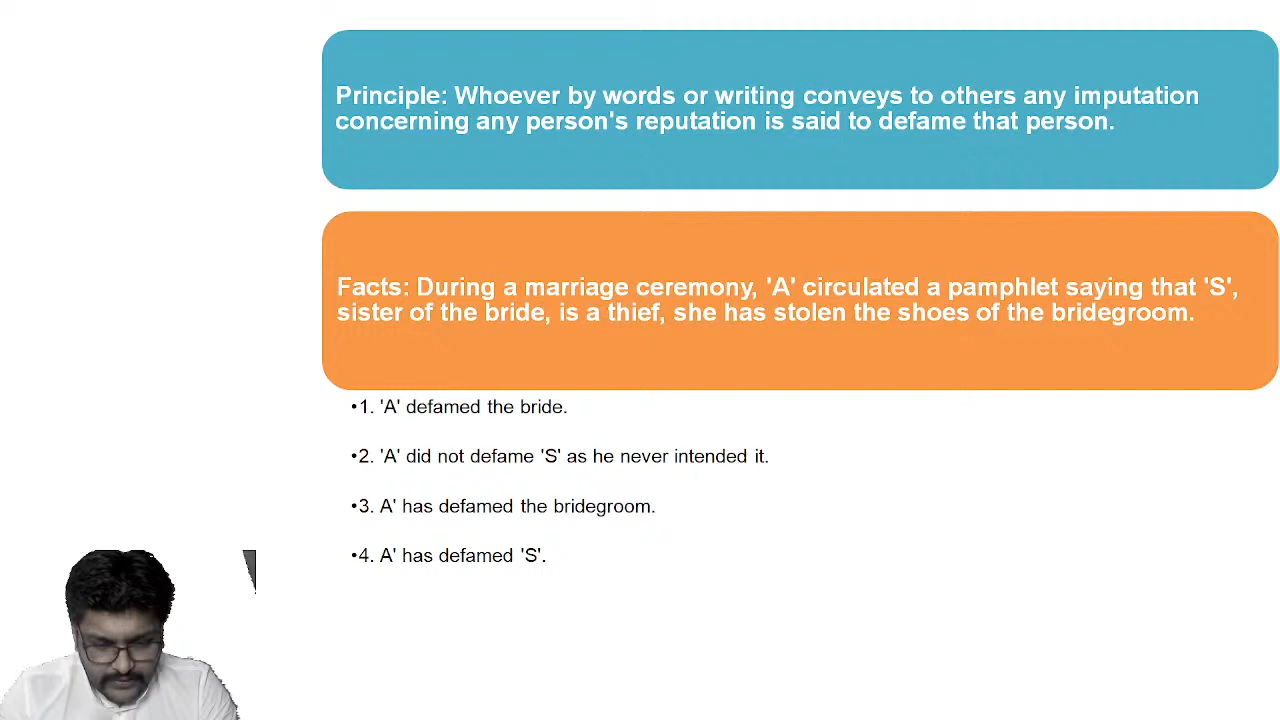 Principle: Whoever by words or writing conveys to others any imputation
concerning any person's reputation is said to defame that person.
Facts: During a marriage ceremony, 'A' circulated a pamphlet saying that 'S',
sister of the bride, is a thief, she has stolen the shoes of the bridegroom.
•1. 'A' defamed the bride.
•2. 'A' did not defame 'S' as he never intended it.
•3. A' has defamed the bridegroom.
•4. A' has defamed 'S'.